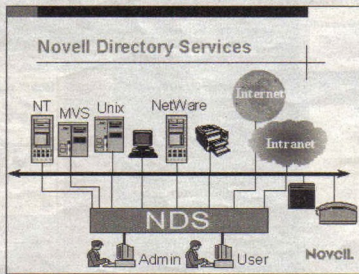 Novell Directory Services
NT
MVS
Unix
NetWare
Internet
Intranet
NDS
Admin
User
Novell.